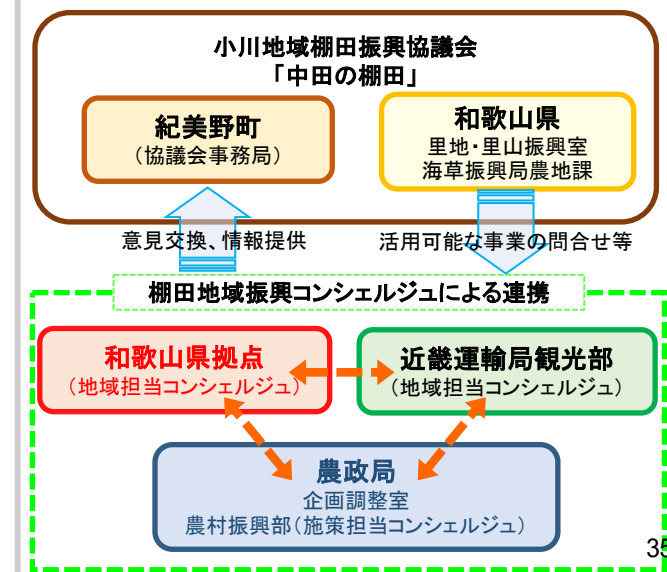 小川地域棚田振興協議会
「中田の棚田」
紀美野町
（協議会事務局）
和歌山県
里地・里山振興室
海草振興局農地課
意見交換、情報提供
活用可能な事業の問合せ等
棚田地域振興コンシェルジュによる連携
和歌山県拠点
（地域担当コンシェルジュ）
近畿運輸局観光部
（地域担当コンシェルジュ）
農政局
企画調整室
農村振興部（施策担当コンシェルジュ）
35